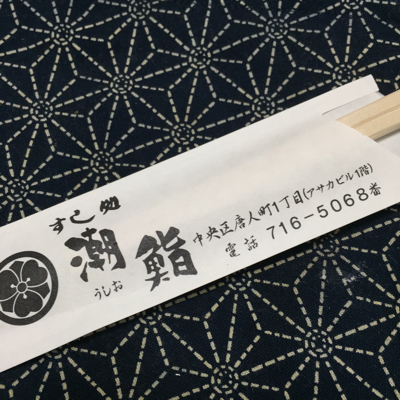 すし処
潮鮨
うしお
中央区唐人町1丁目(アサカビル1階)
電話 716-5068番